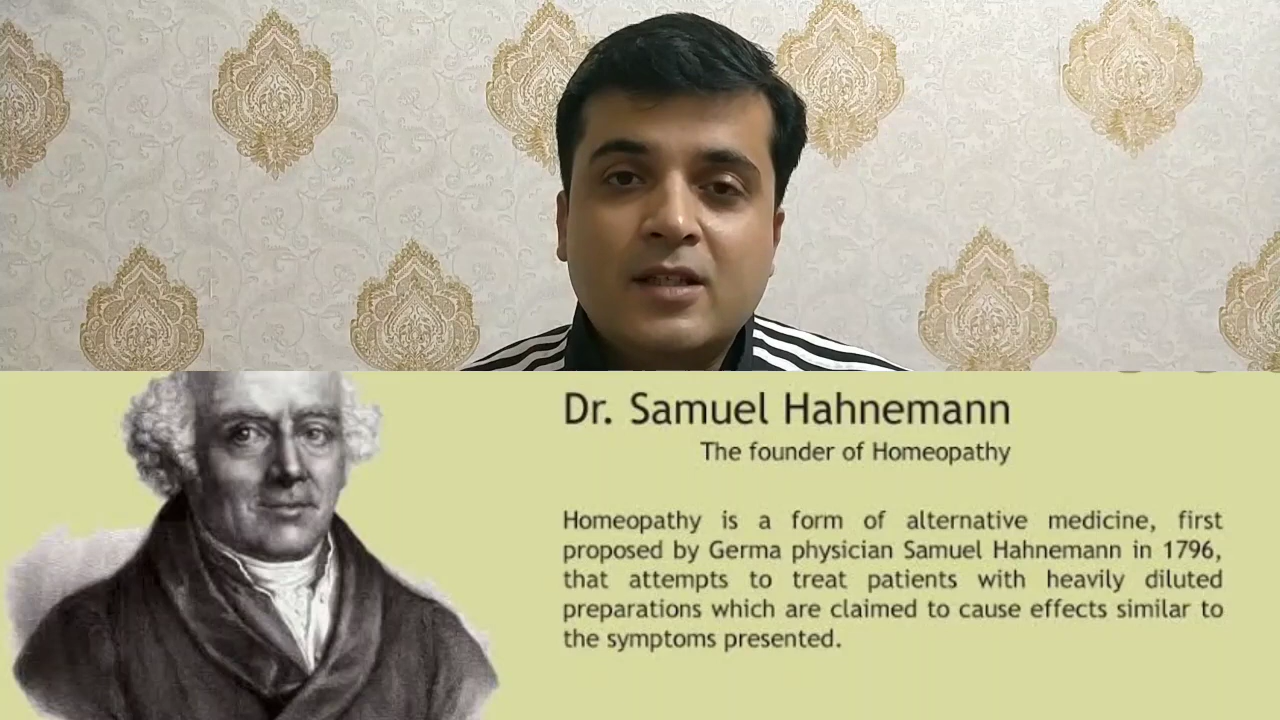 Dr. Samuel Hahnemann
The founder of Homeopathy
Homeopathy is a form of alternative medicine, first
proposed by Germa physician Samuel Hahnemann in 1796,
that attempts to treat patients with heavily diluted
preparations which are claimed to cause effects similar to
the symptoms presented.